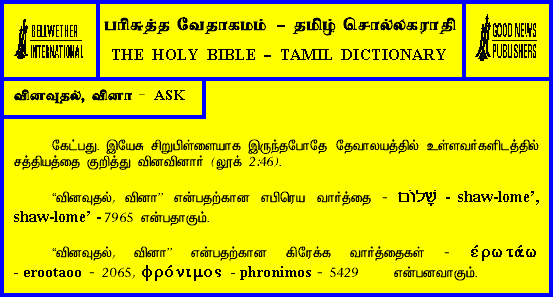 BELLWETHER
INTERNATIONAL
பரிசுத்த வேதாகமம் – தமிழ் சொல்லகராதி
THE HOLY BIBLE – TAMIL DICTIONARY
GOOD NEWS
PUBLISHERS
வினவுதல், வினா – ASK
கேட்பது. இயேசு சிறுபிள்ளையாக இருந்தபோதே தேவாலயத்தில் உள்ளவர்களிடத்தில்
சத்தியத்தை குறித்து வினவினார் (லூக் 2:46).
“வினவுதல், வினா” என்பதற்கான எபிரெய வார்த்தை - שָׁלוֹם - shaw-lome’,
shaw-lome’ - 7965 என்பதாகும்.
“வினவுதல், வினா” என்பதற்கான கிரேக்க வார்த்தைகள் - έρωτάω
- erootaoo - 2065, φρόνιμος - phronimos - 5429 என்பனவாகும்.